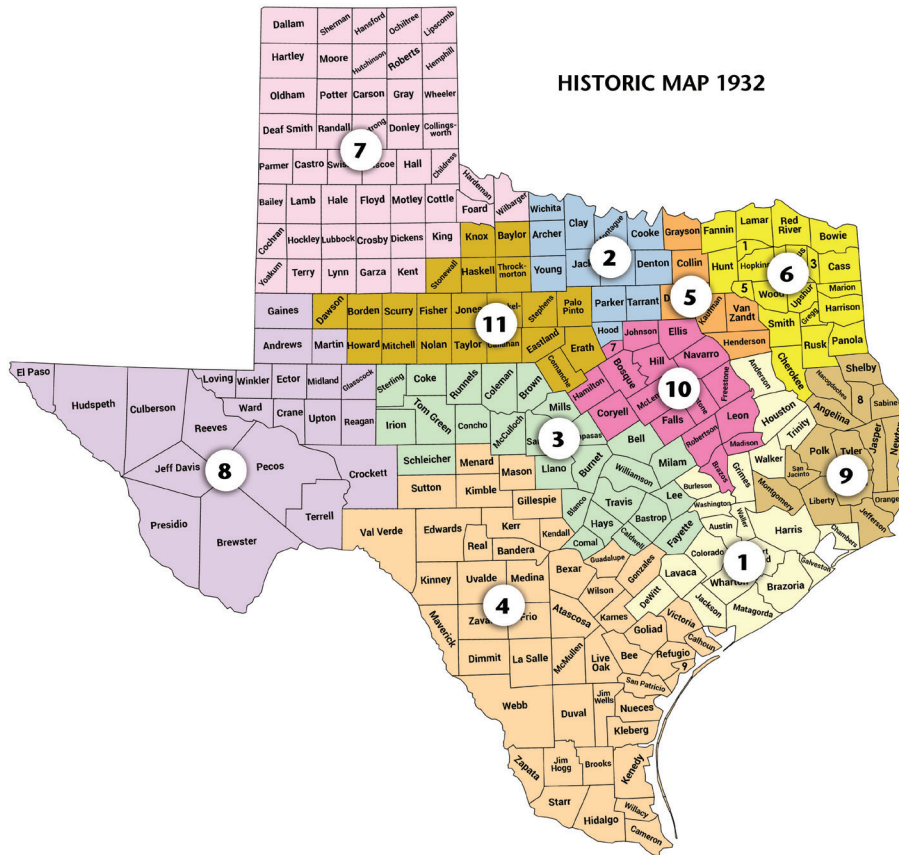 HISTORIC MAP 1932
Dallam
Sherman
Hansford
Ochiltree
Lipscomb
Hartley
Moore
Hutchinson
Roberts
Hemphill
Oldham
Potter
Carson
Gray
Wheeler
Deaf Smith
Randall
Donley
Collings-
worth
7
Parmer
Castro
Hall
Childress
Bailey
Lamb
Hale
Floyd
Motley
Cottle
Hardeman
Foard
Wilbarger
Cochran
Hockley
Lubbock
Crosby
Dickens
King
Yoakum
Terry
Lynn
Garza
Kent
Wichita
Archer
Clay
Cooke
Young
Denton
2
Parker
Tarrant
Hood
Grayson
Collin
5
Kaufman
Van
Zandt
Henderson
Fannin
Lamar
Red
River
Bowie
1
3
Hunt
6
Cass
5
Wood
Upshur
Marion
Harrison
Smith
Gregg
Rusk
Panola
Cherokee
Knox
Baylor
Stonewall
Haskell
Throck-
morton
Gaines
Dawson
Borden
Scurry
Fisher
Stephens
Palo
Pinto
11
Andrews
Martin
Howard
Mitchell
Nolan
Taylor
Eastland
Erath
Comanche
7
Johnson
Ellis
Bosque
Hill
Navarro
10
Hamilton
Freestone
Coryell
Falls
Leon
Robertson
Madison
Brazos
El Paso
Hudspeth
Culberson
Loving
Winkler
Ector
Midland
Glasscock
Reeves
Ward
Crane
Upton
Reagan
Jeff Davis
8
Pecos
Crockett
Presidio
Brewster
Terrell
Sterling
Coke
Runnels
Coleman
Brown
Mills
Irion
Tom Green
Concho
McCulloch
3
Schleicher
Llano
Burnet
Bell
Williamson
Milam
Blanco
Travis
Lee
Hays
Bastrop
Comal
Caldwell
Fayette
Anderson
Houston
Trinity
Walker
Grimes
Burleson
Washington
Waller
Austin
Harris
Chambers
Colorado
1
Galveston
Lavaca
Wharton
Brazoria
DeWitt
Jackson
Matagorda
Shelby
8
Sabine
Angelina
Polk
Tyler
Jasper
Newton
San
Jacinto
9
Montgomery
Liberty
Orange
Jefferson
Menard
Mason
Sutton
Kimble
Gillespie
Val Verde
Edwards
Kerr
Kendall
Real
Bandera
Kinney
Uvalde
Medina
Bexar
Guadalupe
Gonzales
Wilson
4
Frio
Atascosa
Karnes
Maverick
Victoria
Goliad
Calhoun
Dimmit
La Salle
McMullen
Live
Oak
Bee
Refugio
9
San Patricio
Webb
Duval
Jim
Wells
Nueces
Kleberg
Zapata
Jim
Hogg
Brooks
Kenedy
Starr
Hidalgo
Willacy
Cameron